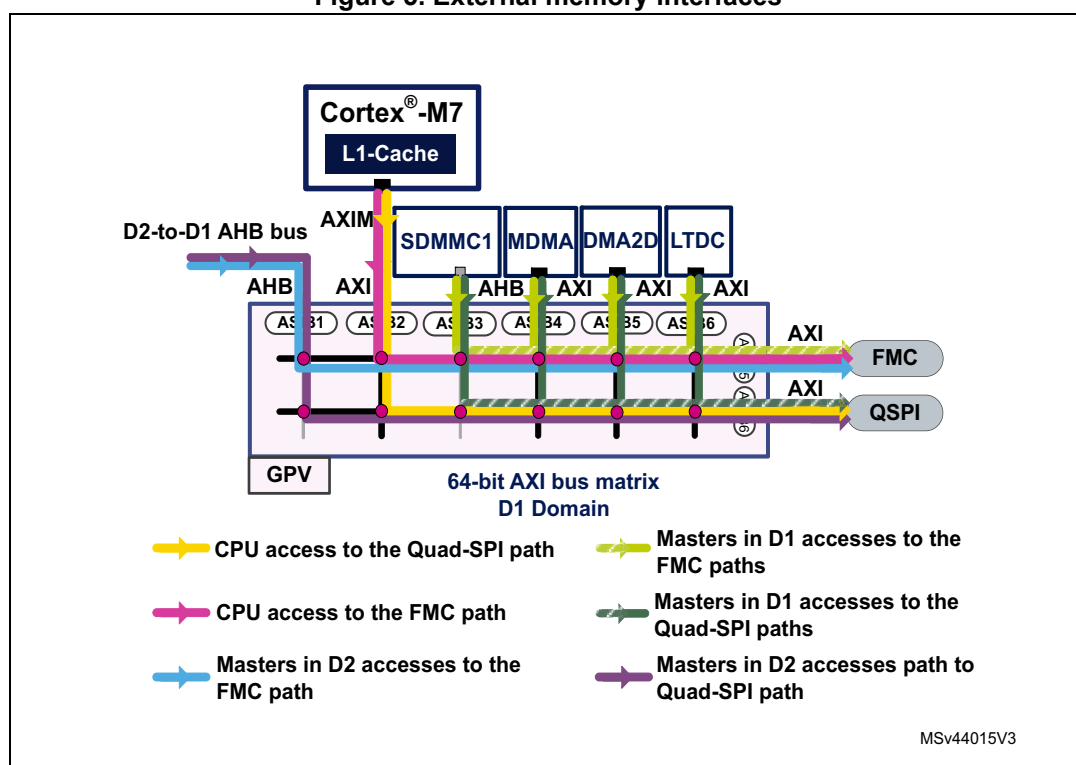 Cortex®-M7
L1-Cache
AXIM
D2-to-D1 AHB bus
SDMMC1
MDMA
DMA2D
LTDC
AHB
AXI
AHB
AXI
AXI
AXI
AXI
FMC
AXI
QSPI
GPV
64-bit AXI bus matrix
D1 Domain
CPU access to the Quad-SPI path
CPU access to the FMC path
Masters in D2 accesses to the
FMC path
Masters in D1 accesses to the
FMC paths
Masters in D1 accesses to the
Quad-SPI paths
Masters in D2 accesses path to
Quad-SPI path
MSv44015V3